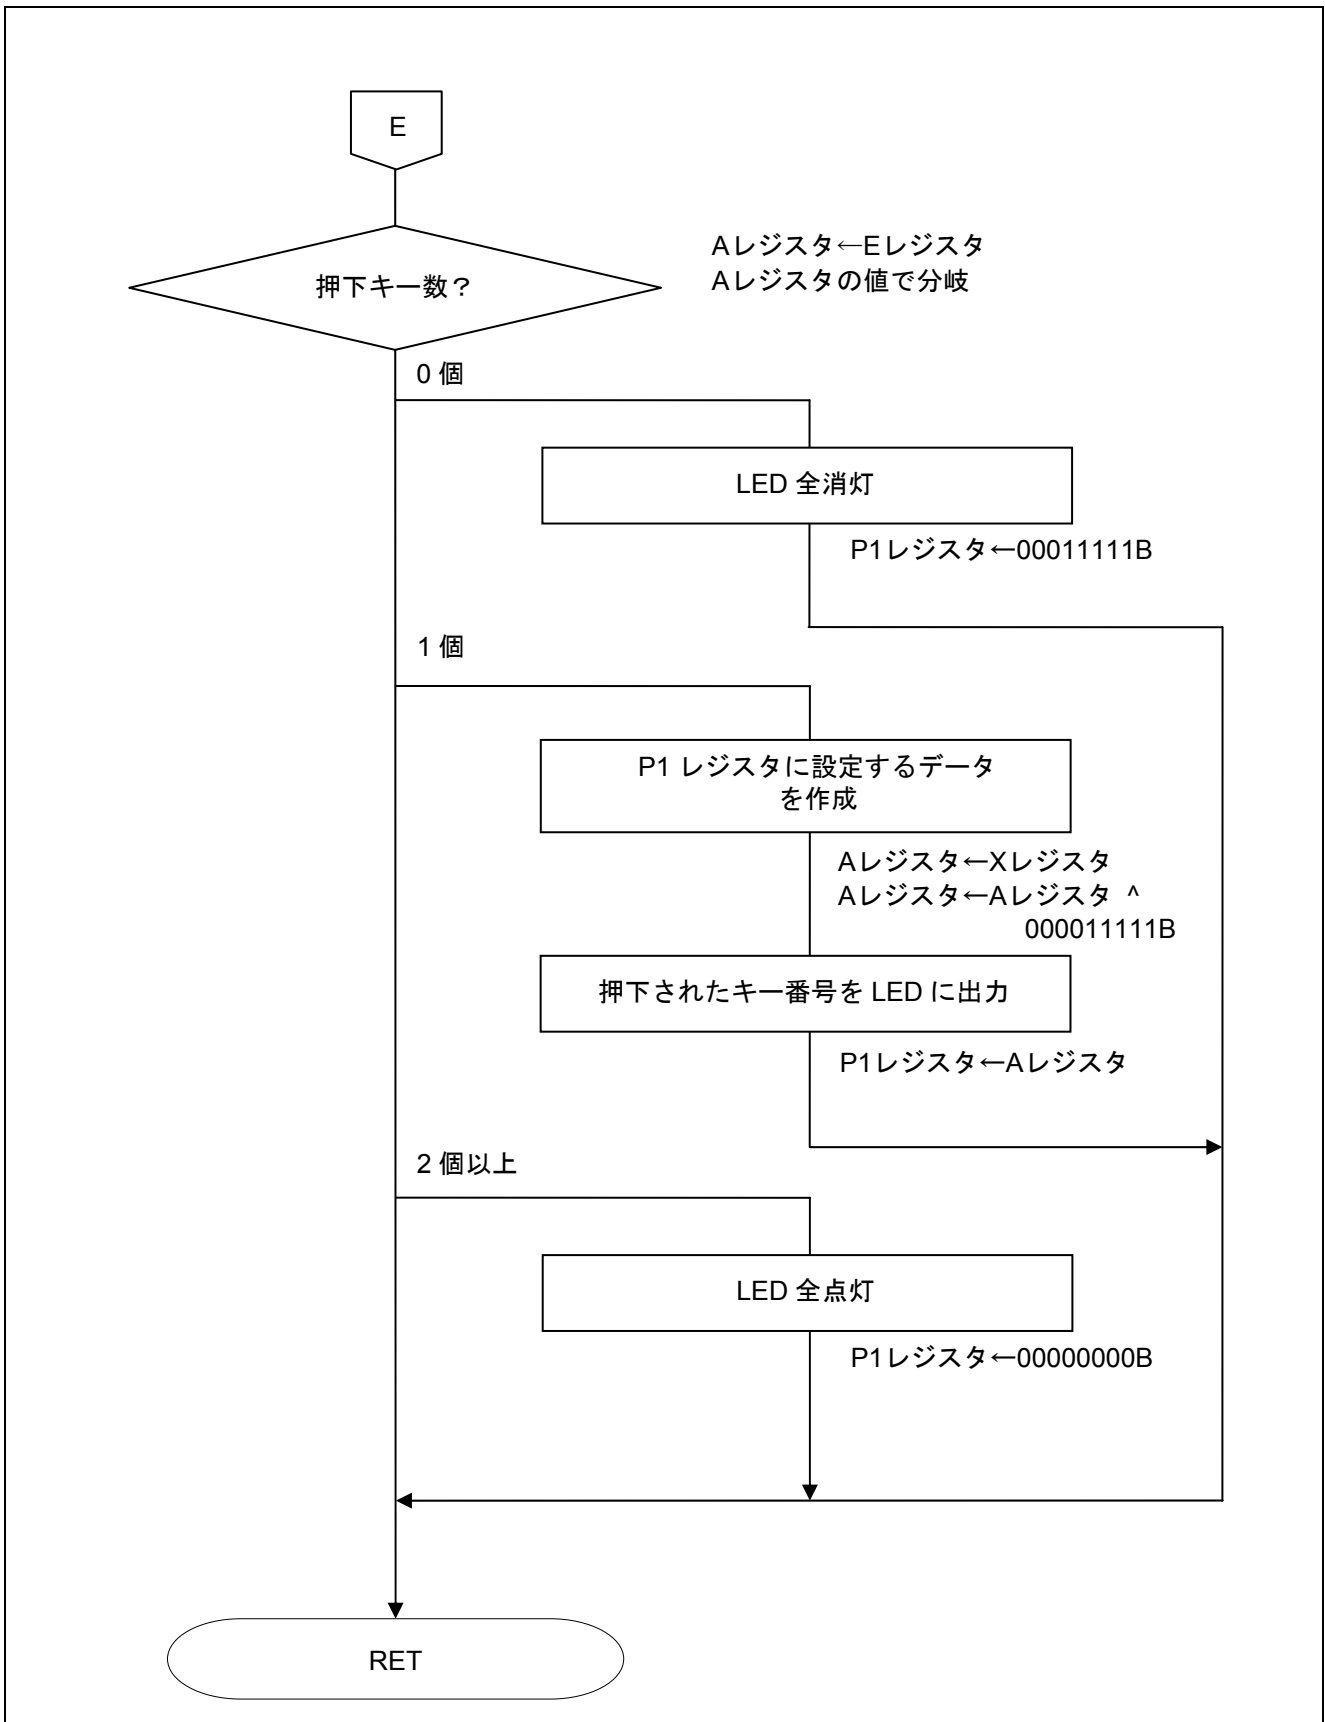 E
押下キー数？
Aレジスタ←Eレジスタ
Aレジスタの値で分岐
0 個
LED 全消灯
P1レジスタ←00011111B
1 個
P1 レジスタに設定するデータ
を作成
Aレジスタ←Xレジスタ
Aレジスタ←Aレジスタ ^
000011111B
押下されたキー番号を LED に出力
P1レジスタ←Aレジスタ
2 個以上
LED 全点灯
P1レジスタ←00000000B
RET